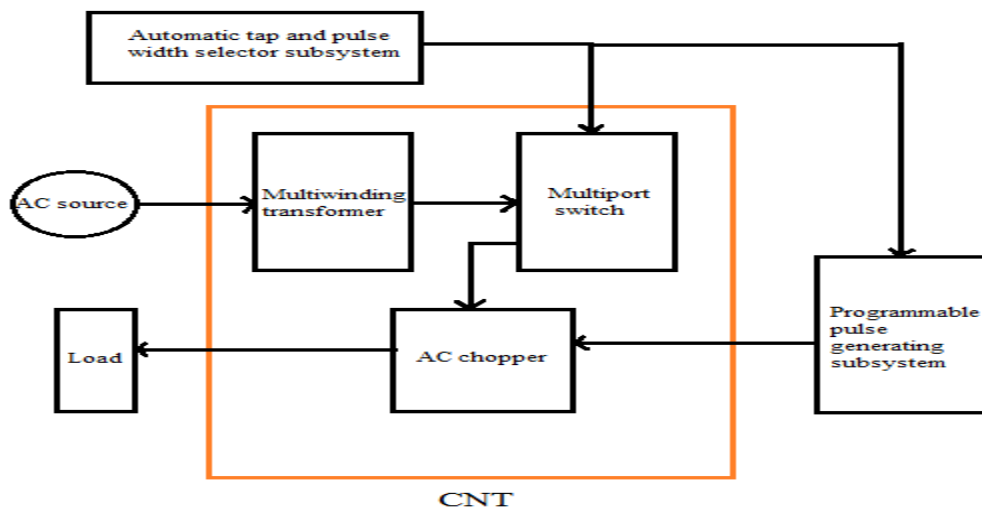 Automatic tap and pulse
width selector subsystem
AC source
Multiwinding
transformer
Multiport
switch
Load
AC chopper
Programmable
pulse
generating
subsystem
CNT